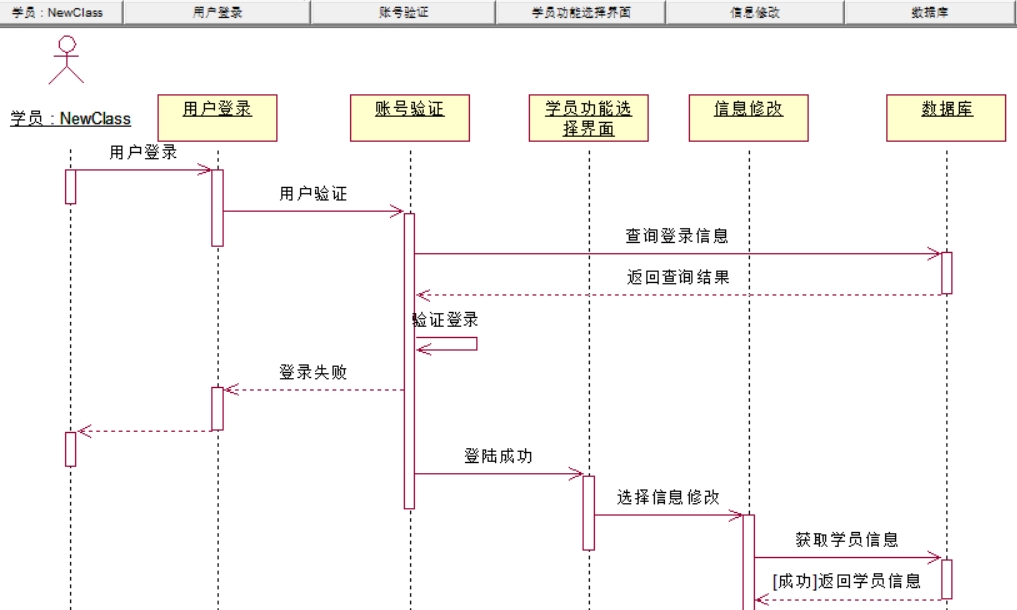 学员 : NewClass
用户登录
账号验证
学员功能选择界面
信息修改
数据库
学员 : NewClass
用户登录
账号验证
学员功能选
择界面
信息修改
数据库
用户登录
用户验证
查询登录信息
返回查询结果
验证登录
登录失败
登陆成功
选择信息修改
获取学员信息
[成功]返回学员信息